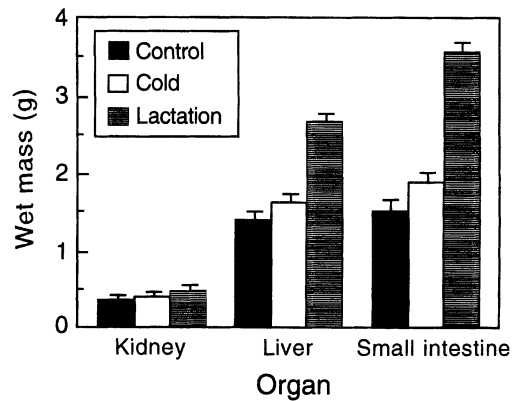 4
3
2
1
0
Wet mass (g)
Control
Cold
Lactation
Kidney Liver Small intestine
Organ